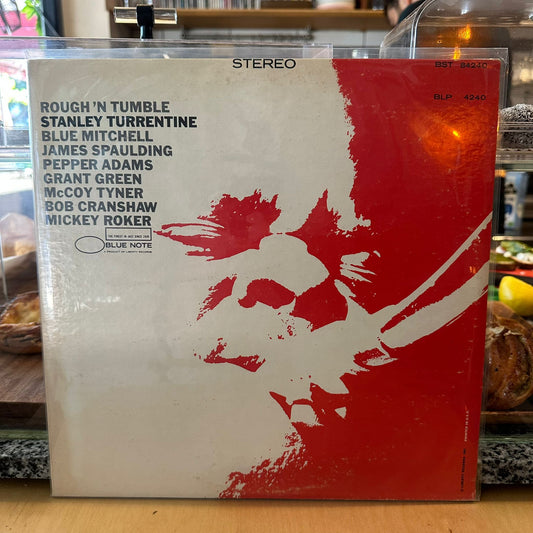 STEREO
BST 84240
BLP 4240
ROUGH 'N TUMBLE
STANLEY TURRENTINE
BLUE MITCHELL
JAMES SPAULDING
PEPPER ADAMS
GRANT GREEN
McCOY TYNER
BOB CRANSHAW
MICKEY ROKER
THE FINEST IN JAZZ SINCE 1939
BLUE NOTE
A PRODUCT OF LIBERTY RECORDS